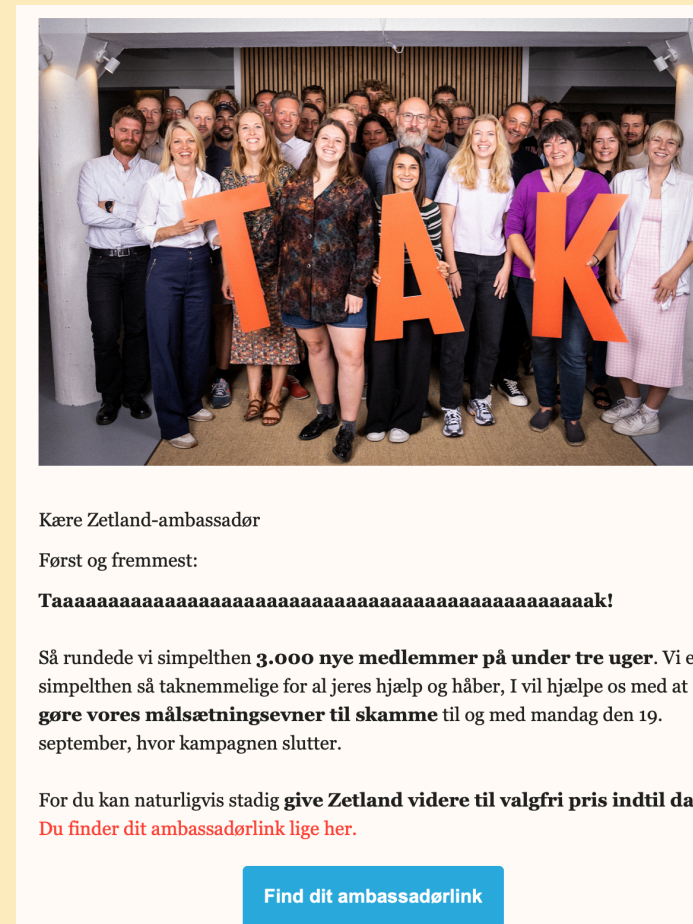 TAK
Kære Zetland-ambassadør
Først og fremmest:
Taaaaaaaaaaaaaaaaaaaaaaaaaaaaaaaaaaaaaaaaaaaaaaak!
Så rundede vi simpelthen 3.000 nye medlemmer på under tre uger. Vi
simpelthen så taknemmelige for al jeres hjælp og håber, I vil hjælpe os med at
gøre vores målsætningsevner til skamme til og med mandag den 19.
september, hvor kampagnen slutter.
For du kan naturligvis stadig give Zetland videre til valgfri pris indtil
Du finder dit ambassadørlink lige her.
Find dit ambassadørlink